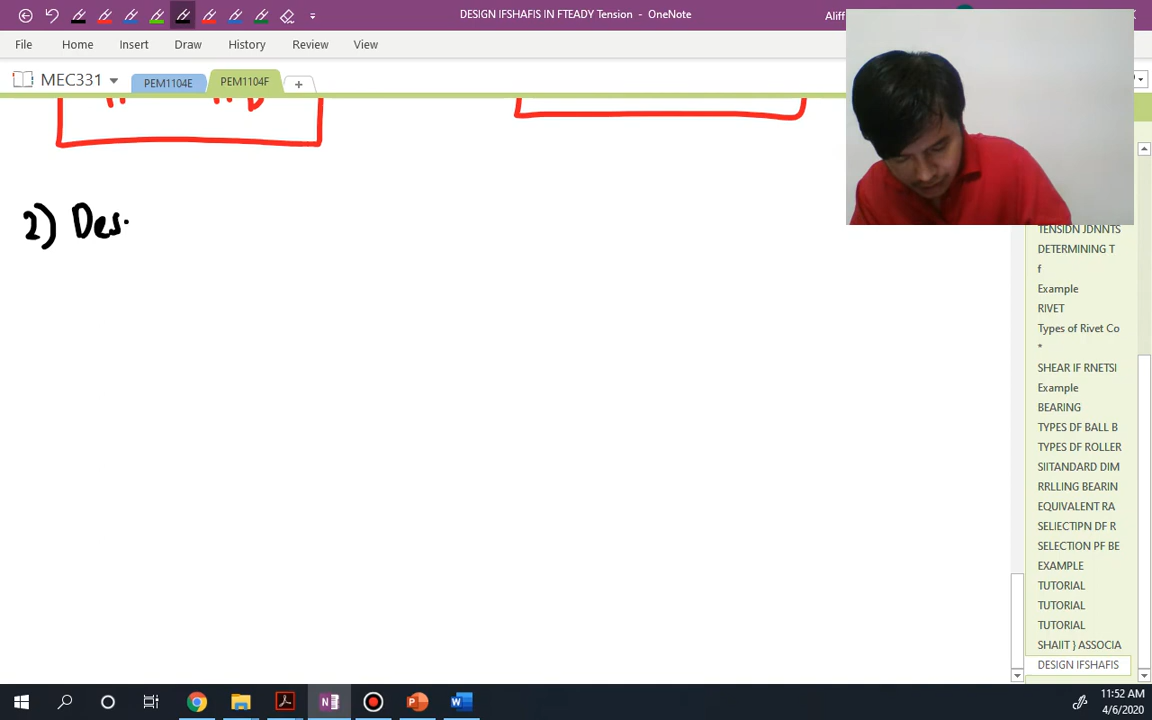 DESIGN IFSHAFIS IN FTEADY Tension - OneNote
Aliff
File Home Insert Draw History Review View
MEC331 PEM1104E PEM1104F
2) Des
TENSIDN JDNNTS
DETERMINING T
f
Example
RIVET
Types of Rivet Co
*
SHEAR IF RNETSI
Example
BEARING
TYPES DF BALL B
TYPES DF ROLLER
SIITANDARD DIM
RRLLING BEARIN
EQUIVALENT RA
SELIECTIPN DF R
SELECTION PF BE
EXAMPLE
TUTORIAL
TUTORIAL
TUTORIAL
SHAIIT } ASSOCIA
DESIGN IFSHAFIS
11:52 AM
4/6/2020